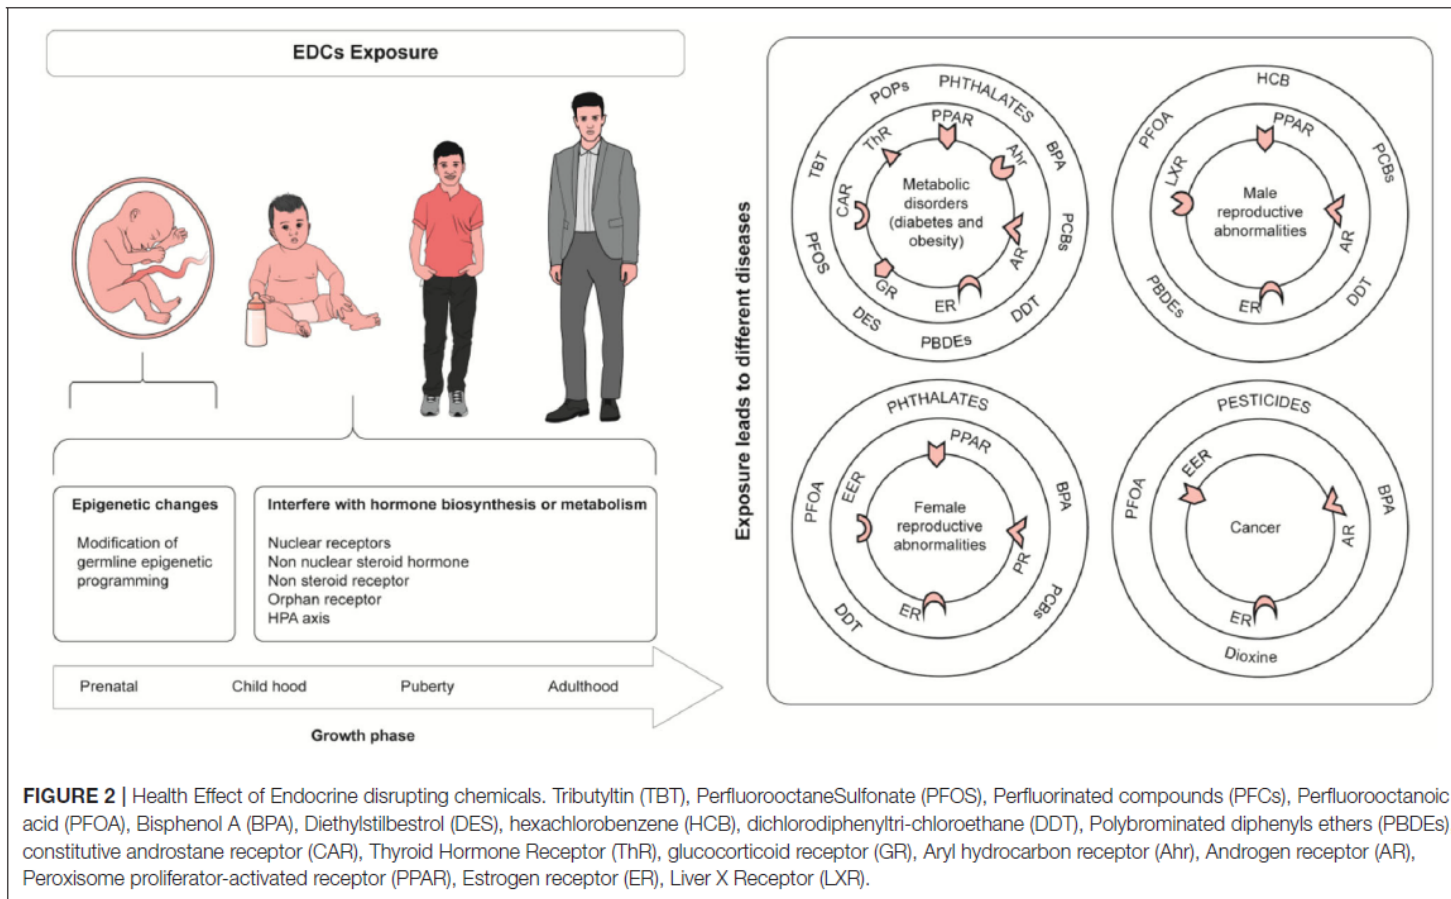 EDCs Exposure
Epigenetic changes
Modification of
germline epigenetic
programming
Interfere with hormone biosynthesis or metabolism
Nuclear receptors
Non nuclear steroid hormone
Non steroid receptor
Orphan receptor
HPA axis
Prenatal
Child hood
Puberty
Adulthood
Growth phase
Exposure leads to different diseases
POPs
PHTHALATES
BPA
PCBs
DDT
PBDEs
DES
PFOS
TBT
PPAR
Ahr
AR
ER
GR
CAR
ThR
Metabolic
disorders
(diabetes and
obesity)
HCB
PCBs
DDT
PBDEs
PFOA
PPAR
AR
ER
LXR
Male
reproductive
abnormalities
PHTHALATES
BPA
PCBs
DDT
PFOA
PPAR
PR
ER
EER
Female
reproductive
abnormalities
PESTICIDES
BPA
Dioxine
PFOA
EER
AR
ER
Cancer
FIGURE 2 | Health Effect of Endocrine disrupting chemicals. Tributyltin (TBT), PerfluorooctaneSulfonate (PFOS), Perfluorinated compounds (PFCs), Perfluorooctanoic
acid (PFOA), Bisphenol A (BPA), Diethylstilbestrol (DES), hexachlorobenzene (HCB), dichlorodiphenyltri-chloroethane (DDT), Polybrominated diphenyls ethers (PBDEs)
constitutive androstane receptor (CAR), Thyroid Hormone Receptor (ThR), glucocorticoid receptor (GR), Aryl hydrocarbon receptor (Ahr), Androgen receptor (AR),
Peroxisome proliferator-activated receptor (PPAR), Estrogen receptor (ER), Liver X Receptor (LXR).